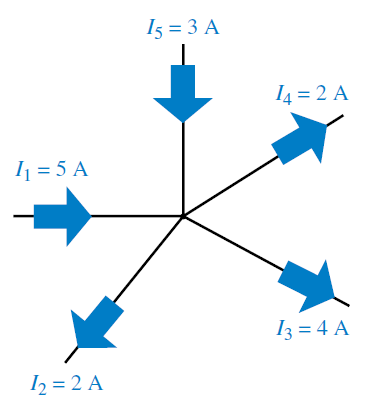 I₅ = 3 A
I₄ = 2 A
I₁ = 5 A
I₃ = 4 A
I₂ = 2 A